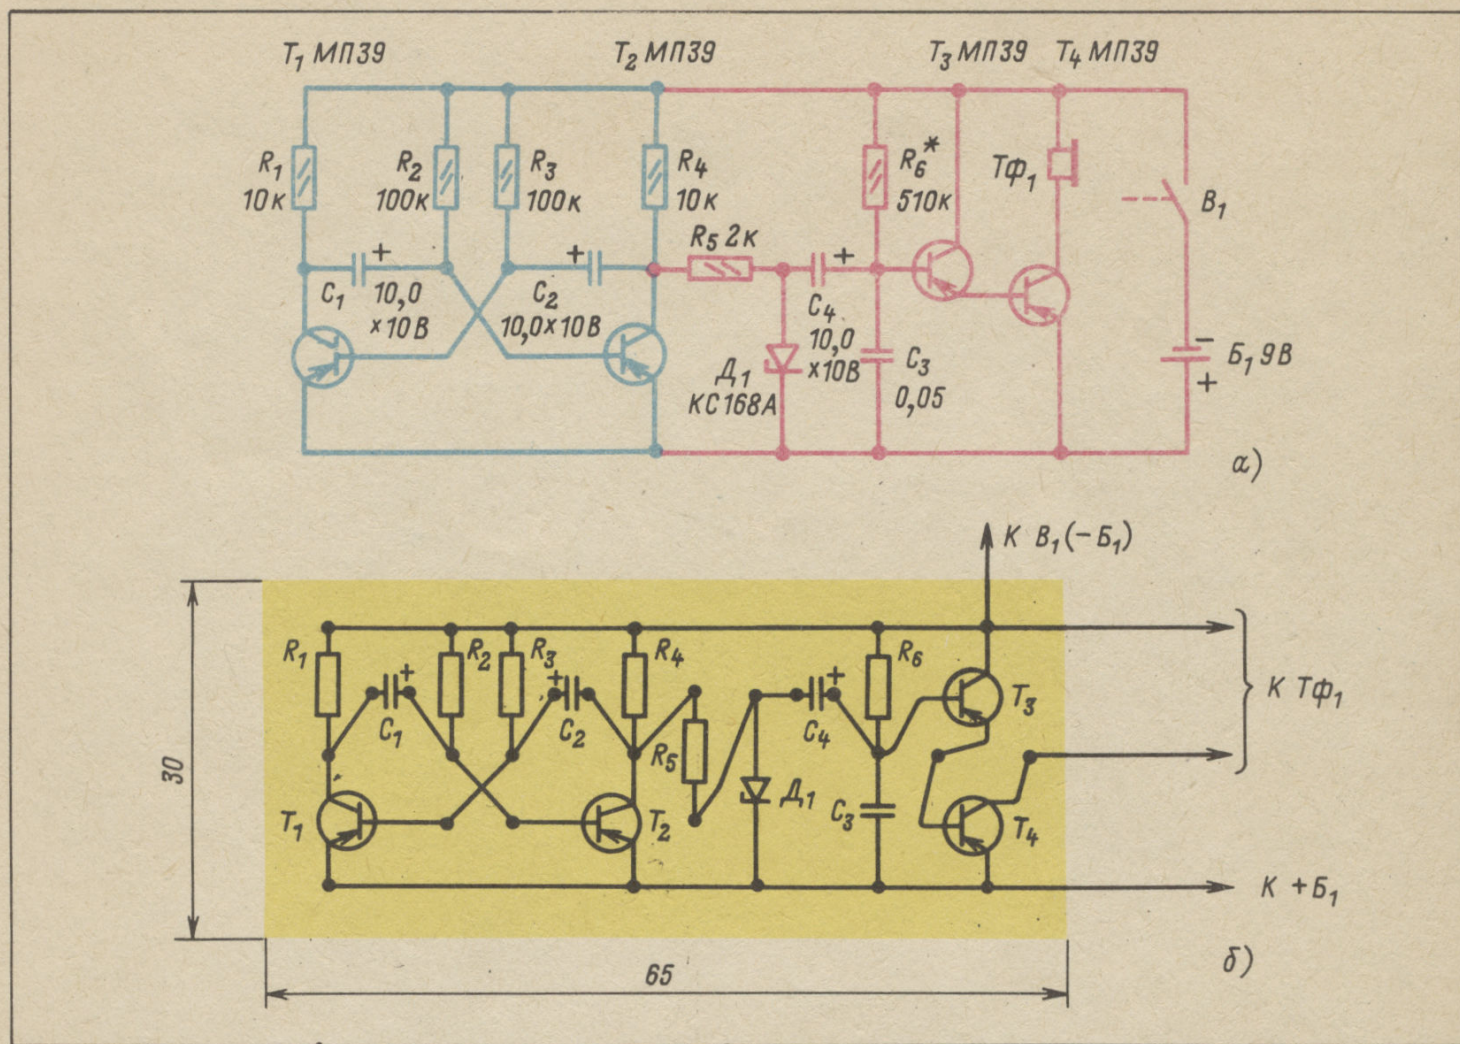 T₁ МП39
T₂ МП39
T₃ МП39
T₄ МП39
R₁
10к
R₂
100к
R₃
100к
R₄
10к
R₅ 2к
R₆*
510к
Тф₁
В₁
+
C₁
10,0
×10В
+
C₂
10,0×10В
+
C₄
10,0
×10В
Д₁
КС168А
C₃
0,05
−
Б₁ 9В
+
а)
К В₁(−Б₁)
30
R₁
+
C₁
R₂
R₃
+
C₂
R₄
R₅
+
C₄
R₆
T₃
К Тф₁
T₁
T₂
Д₁
C₃
T₄
К +Б₁
б)
65